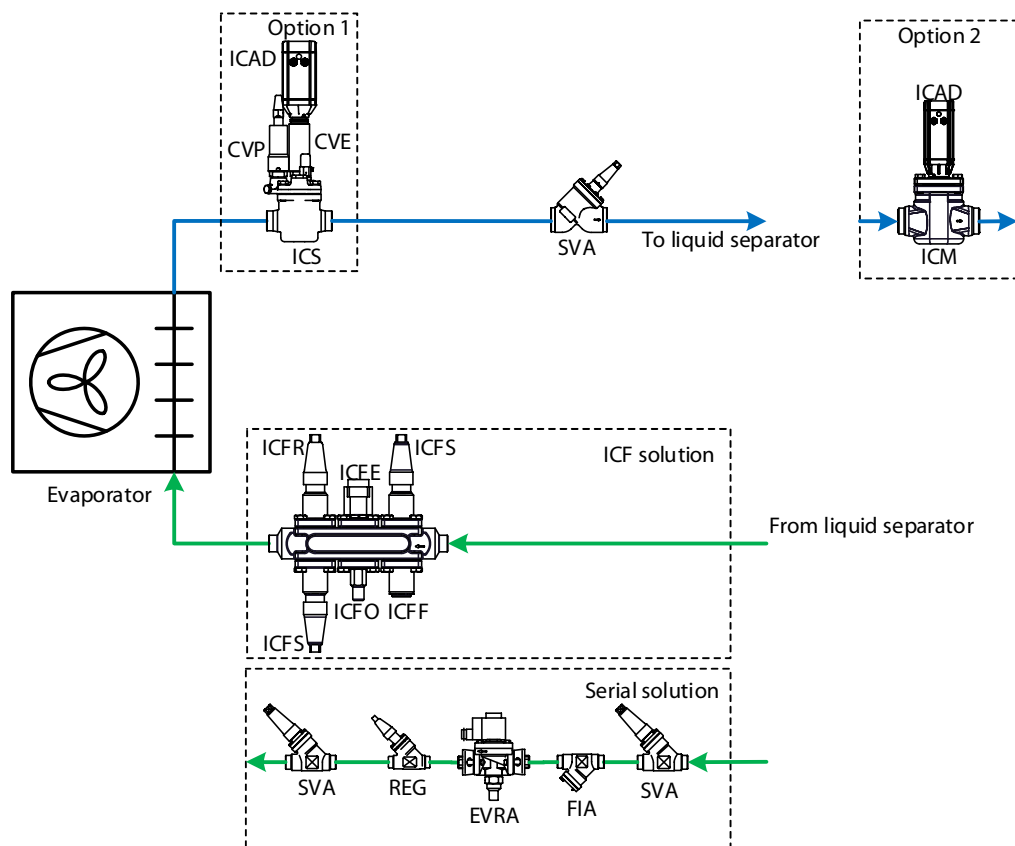 Option 1
Option 2
ICAD
ICAD
CVP
CVE
To liquid separator
SVA
ICS
ICM
ICFR
ICEE
ICFS
ICF solution
Evaporator
From liquid separator
ICFO
ICFF
ICFS
Serial solution
SVA
REG
EVRA
FIA
SVA